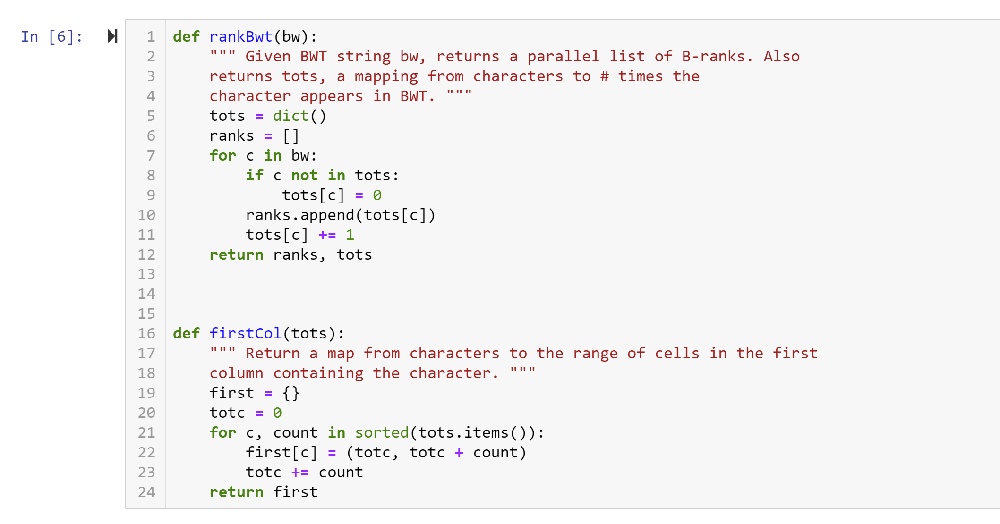 In [6]:
1 def rankBwt(bw):
2     """ Given BWT string bw, returns a parallel list of B-ranks. Also
3     returns tots, a mapping from characters to # times the
4     character appears in BWT. """
5     tots = dict()
6     ranks = []
7     for c in bw:
8         if c not in tots:
9             tots[c] = 0
10         ranks.append(tots[c])
11         tots[c] += 1
12     return ranks, tots
13
14
15
16 def firstCol(tots):
17     """ Return a map from characters to the range of cells in the first
18     column containing the character. """
19     first = {}
20     totc = 0
21     for c, count in sorted(tots.items()):
22         first[c] = (totc, totc + count)
23         totc += count
24     return first